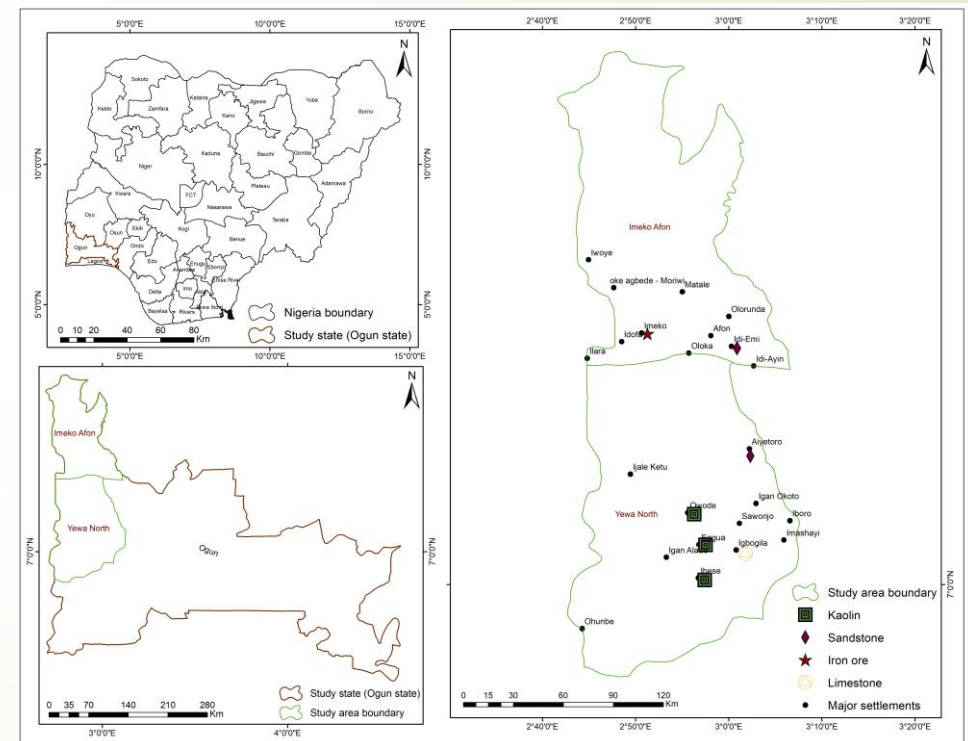 5°0'0"E
10°0'0"E
15°0'0"E
N
Sokoto
Kebbi
Zamfara
Katsina
Kano
Jigawa
Yobe
Borno
Kaduna
Bauchi
Gombe
Niger
Plateau
Adamawa
FCT
Nasarawa
Kwara
Taraba
Oyo
Kogi
Benue
Ogun
Osun
Ekiti
Ondo
Edo
Lagos
Enugu
Ebonyi
Cross River
Imo
Delta
Bayelsa
Rivers
10°0'0"N
10°0'0"N
5°0'0"N
5°0'0"N
Nigeria boundary
Study state (Ogun state)
0 10 20 40 60 80
Km
5°0'0"E
10°0'0"E
15°0'0"E
N
Imeko Afon
Yewa North
Ogun
7°0'0"N
Study state (Ogun state)
Study area boundary
0 35 70 140 210 280
Km
3°0'0"E
4°0'0"E
2°40'0"E
2°50'0"E
3°0'0"E
3°10'0"E
3°20'0"E
N
Imeko Afon
Iwoye
oke agbede - Moriwi
Matale
Olorunda
Imeko
Afon
Idofa
Idi-Emi
Ilara
Oloka
Idi-Ayin
Aiyetoro
Ijale Ketu
Igan Okoto
Yewa North
Owode
Sawonjo
Iboro
Imashayi
Igbogila
Ibese
Ohunbe
7°0'0"N
Study area boundary
Kaolin
Sandstone
Iron ore
Limestone
Major settlements
0 15 30 60 90 120
Km
2°40'0"E
2°50'0"E
3°0'0"E
3°10'0"E
3°20'0"E